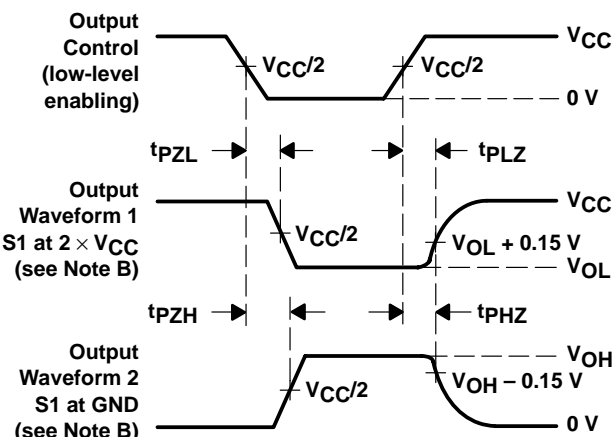 Output
Control
(low-level
enabling)
VCC/2
VCC/2
VCC
0 V
tPZL
tPLZ
Output
Waveform 1
S1 at 2 × VCC
(see Note B)
VCC/2
VCC
VOL + 0.15 V
VOL
tPZH
tPHZ
Output
Waveform 2
S1 at GND
(see Note B)
VCC/2
VOH
VOH – 0.15 V
0 V